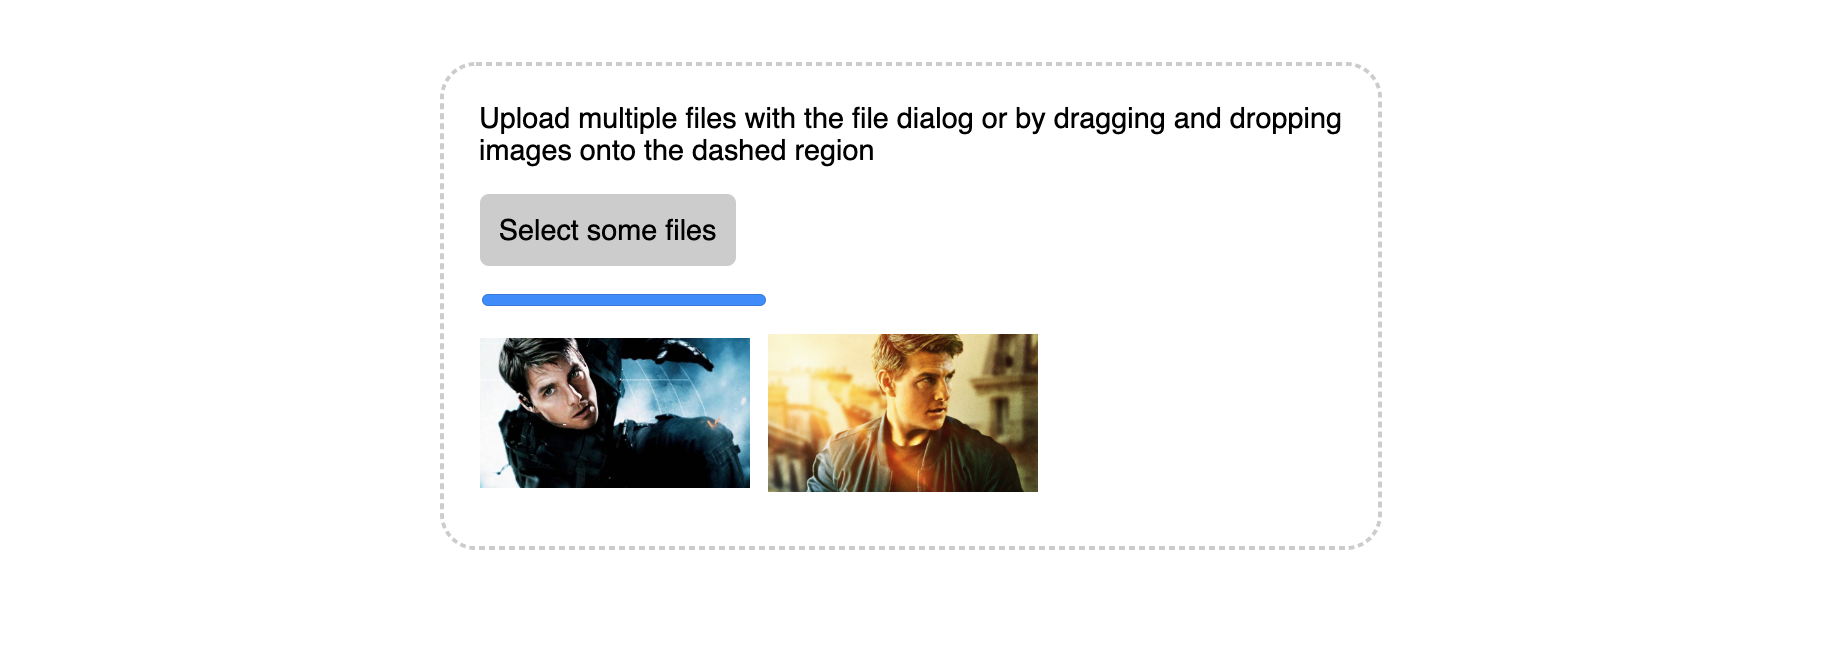 Upload multiple files with the file dialog or by dragging and dropping
images onto the dashed region
Select some files